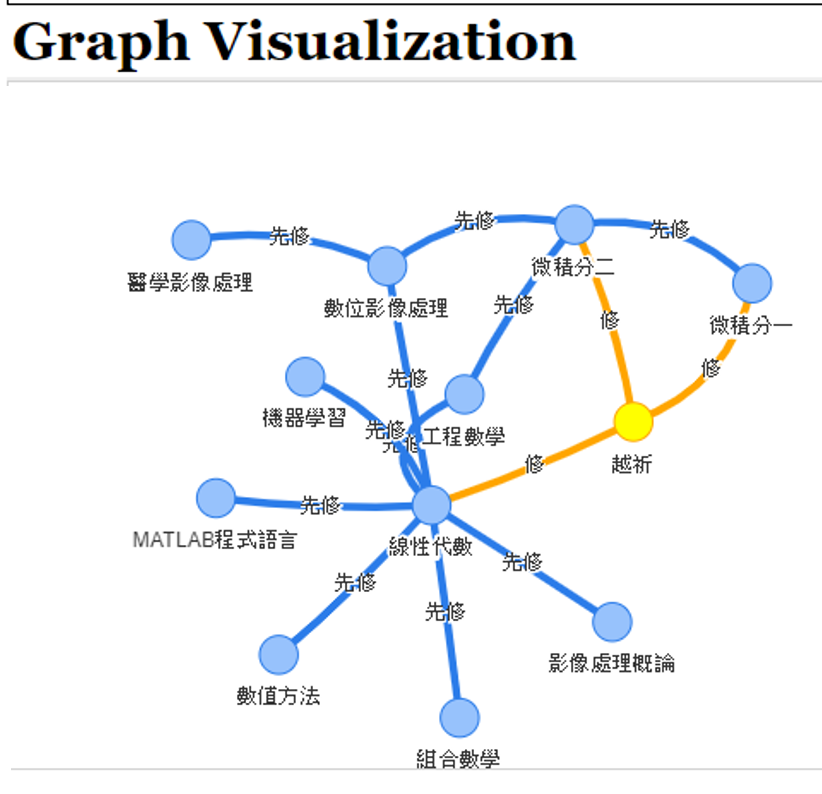 Graph Visualization
先修
先修
先修
微積分二
醫學影像處理
數位影像處理
先修
修
微積分一
修
先修
機器學習
先修
先修
工程數學
修
越祈
先修
MATLAB程式語言
線性代數
先修
先修
先修
影像處理概論
數值方法
組合數學